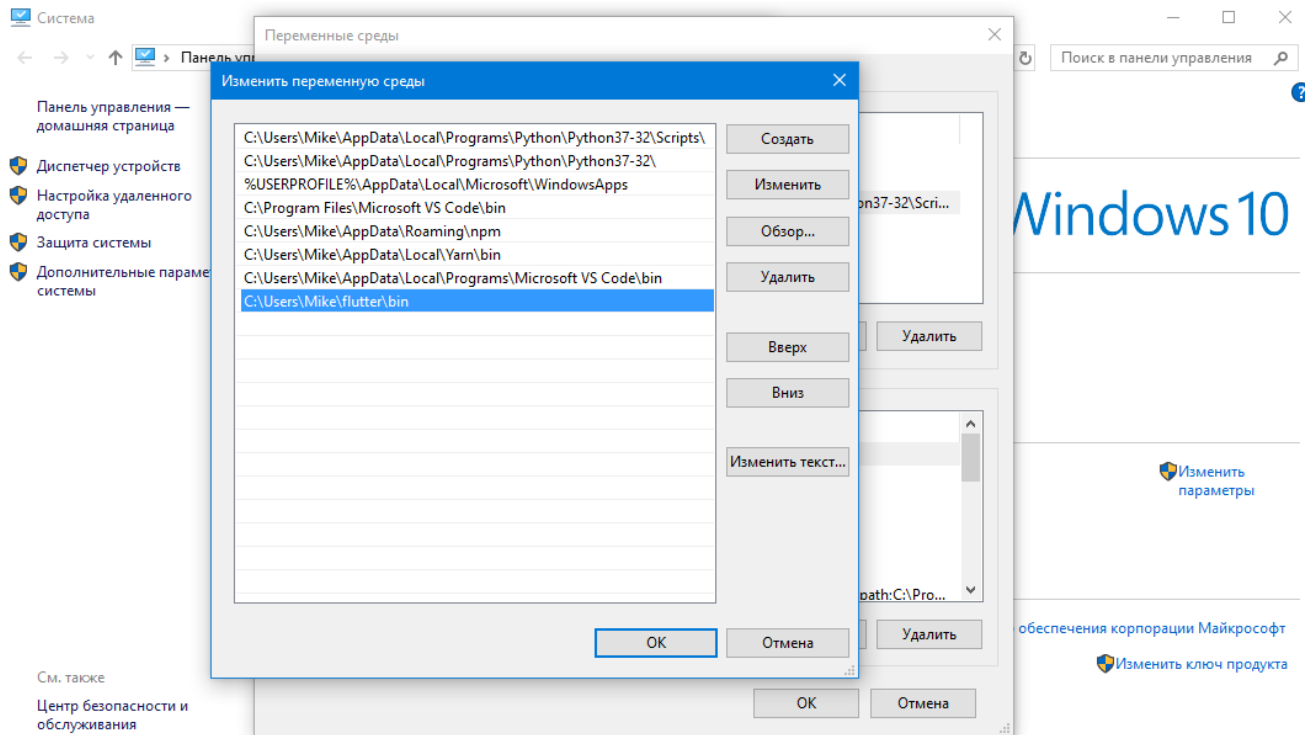 Система
Переменные среды
Панель упр
Поиск в панели управления
Изменить переменную среды
Панель управления —
домашняя страница
Диспетчер устройств
Настройка удаленного
доступа
Защита системы
Дополнительные параме
системы
C:\Users\Mike\AppData\Local\Programs\Python\Python37-32\Scripts\
C:\Users\Mike\AppData\Local\Programs\Python\Python37-32\
%USERPROFILE%\AppData\Local\Microsoft\WindowsApps
C:\Program Files\Microsoft VS Code\bin
C:\Users\Mike\AppData\Roaming\npm
C:\Users\Mike\AppData\Local\Yarn\bin
C:\Users\Mike\AppData\Local\Programs\Microsoft VS Code\bin
C:\Users\Mike\flutter\bin
Создать
Изменить
Обзор...
Удалить
Вверх
Вниз
Изменить текст...
ОК
Отмена
on37-32\Scri...
Удалить
path:C:\Pro...
Удалить
ОК
Отмена
Windows 10
Изменить
параметры
обеспечения корпорации Майкрософт
Изменить ключ продукта
См. также
Центр безопасности и
обслуживания